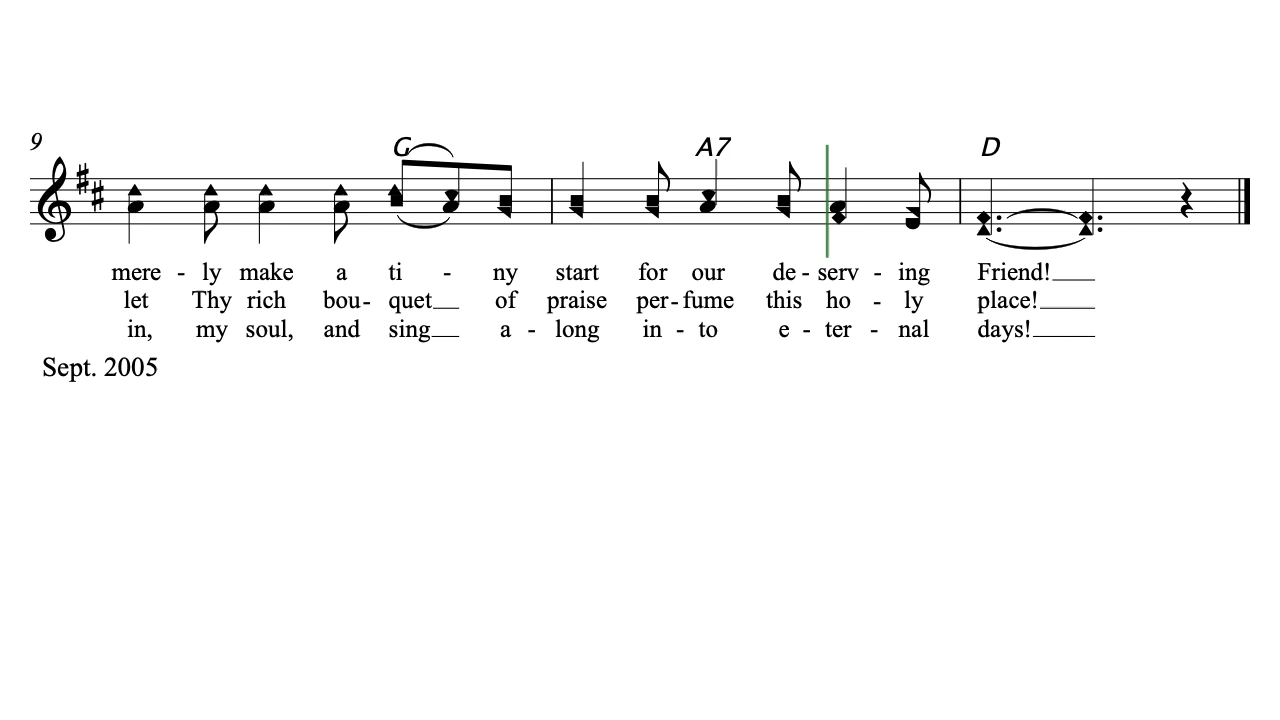 9
G A7 D
mere - ly make a ti - ny start for our de - serv - ing Friend!
let Thy rich bou - quet of praise per - fume this ho - ly place!
in, my soul, and sing a - long in - to e - ter - nal days!
Sept. 2005